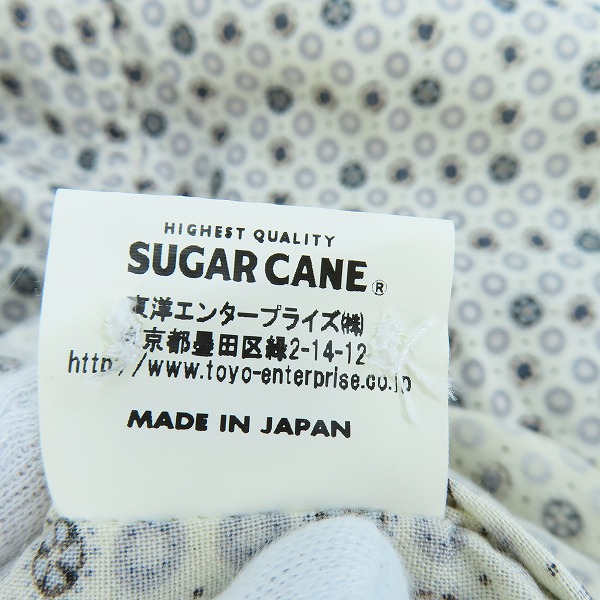 HIGHEST QUALITY
SUGAR CANE®
東洋エンタープライズ㈱
東京都墨田区緑2-14-12
http://www.toyo-enterprise.co.jp
MADE IN JAPAN